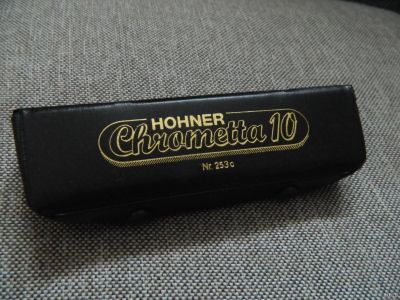 HOHNER
Chrometta 10
Nr. 253c